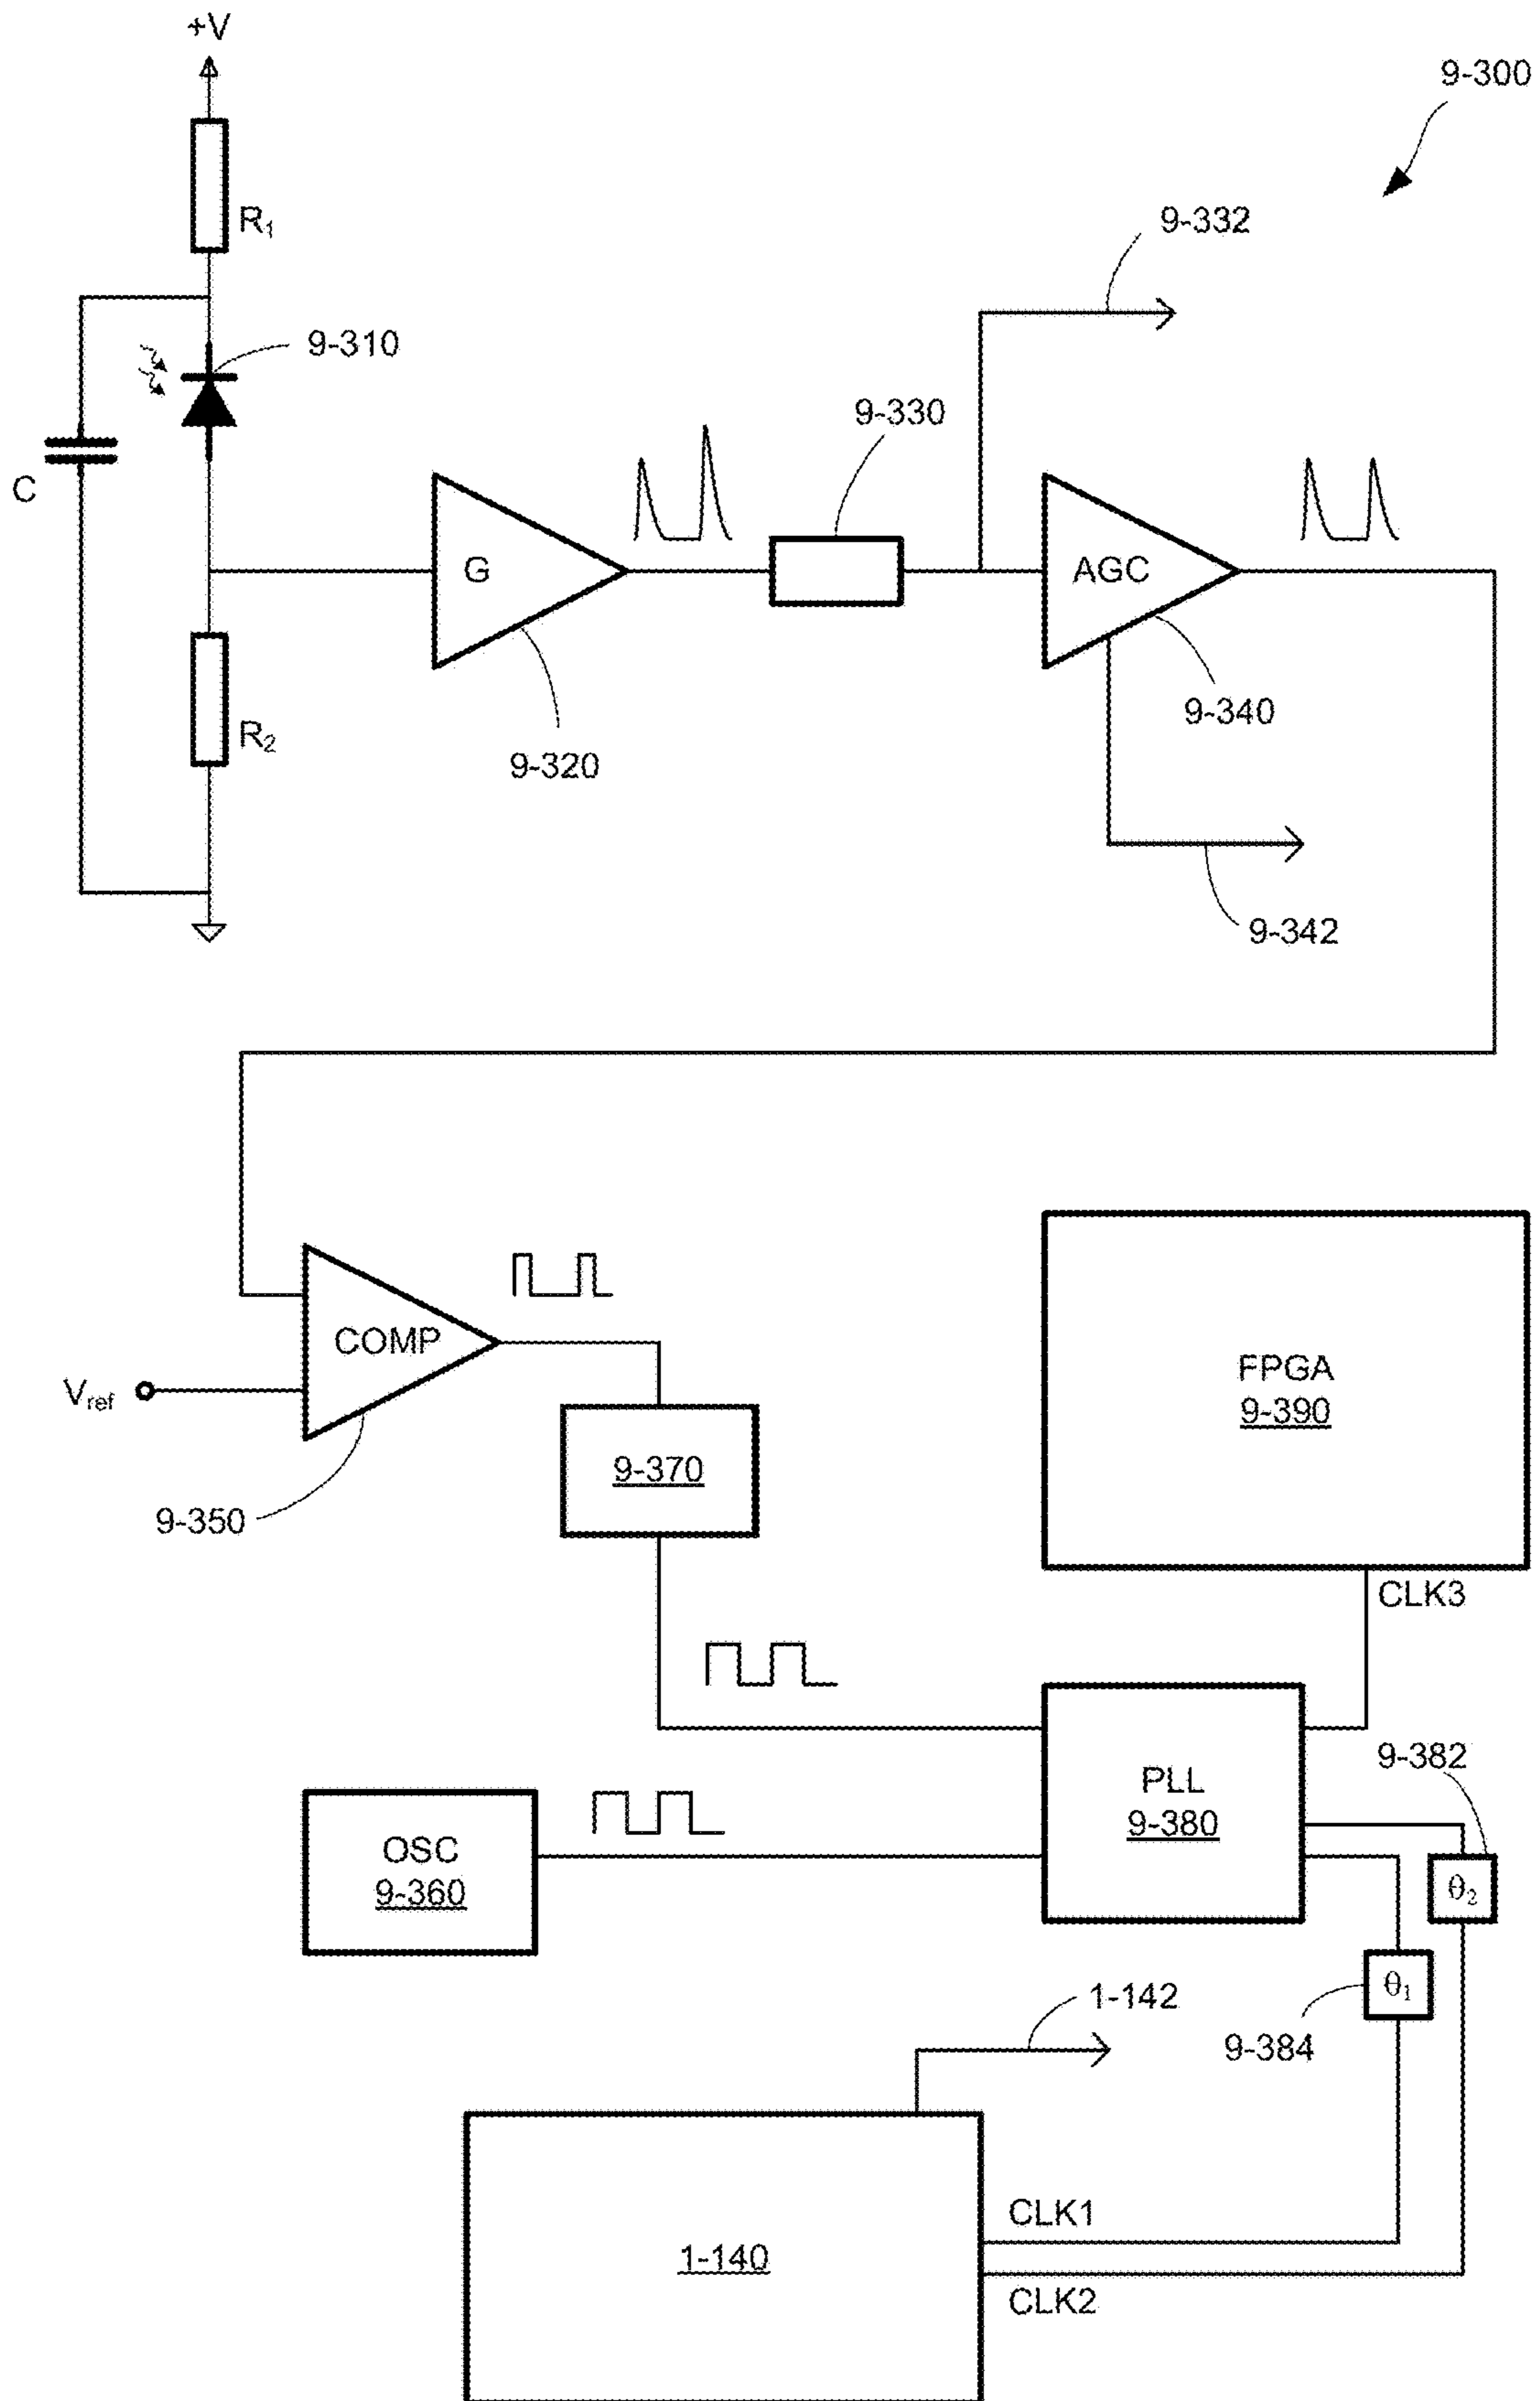 +V
9-300
R₁
9-332
9-310
9-330
C
G
AGC
9-340
R₂
9-320
9-342
COMP
FPGA
9-390
Vref
9-370
9-350
CLK3
9-382
PLL
9-380
OSC
9-360
θ₂
θ₁
1-142
9-384
CLK1
1-140
CLK2